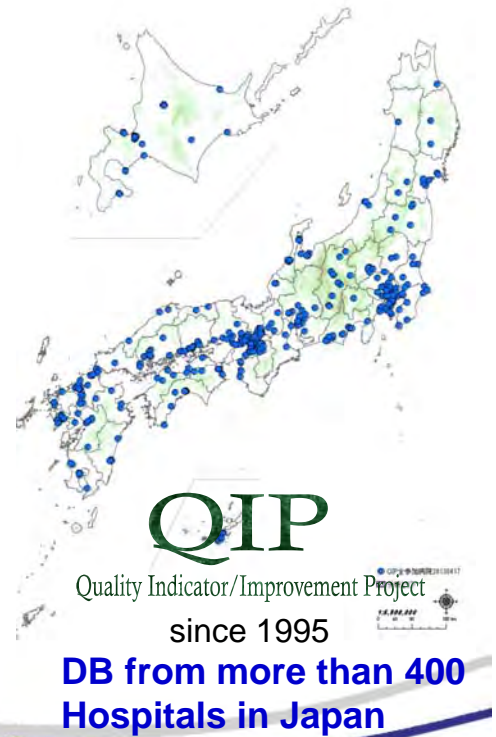 QIP
Quality Indicator/Improvement Project
since 1995
DB from more than 400
Hospitals in Japan